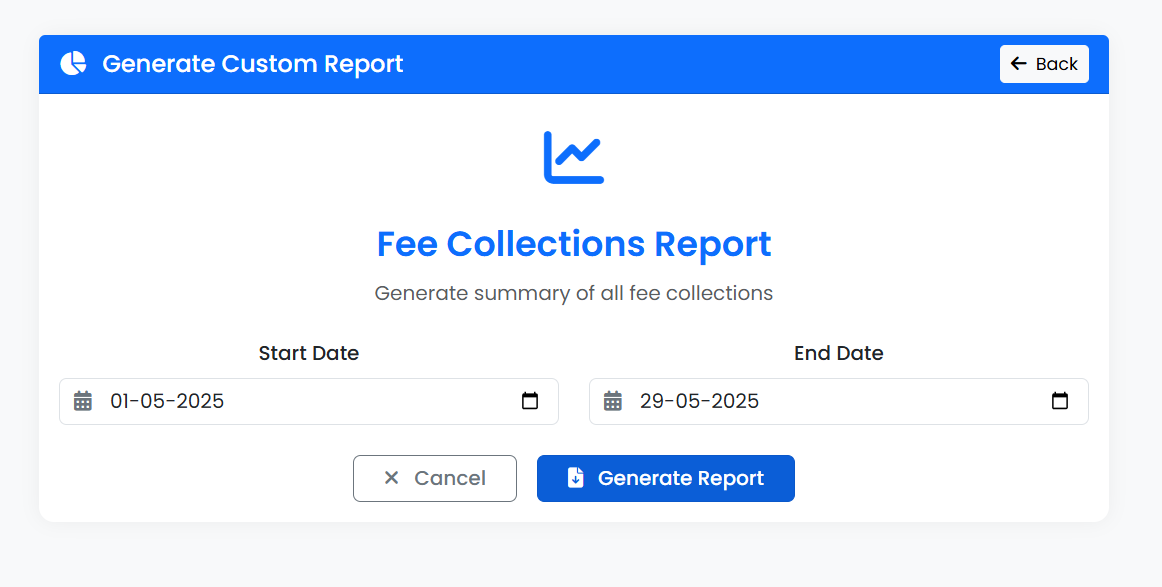 Generate Custom Report
Back
Fee Collections Report
Generate summary of all fee collections
Start Date
End Date
01-05-2025
29-05-2025
Cancel
Generate Report